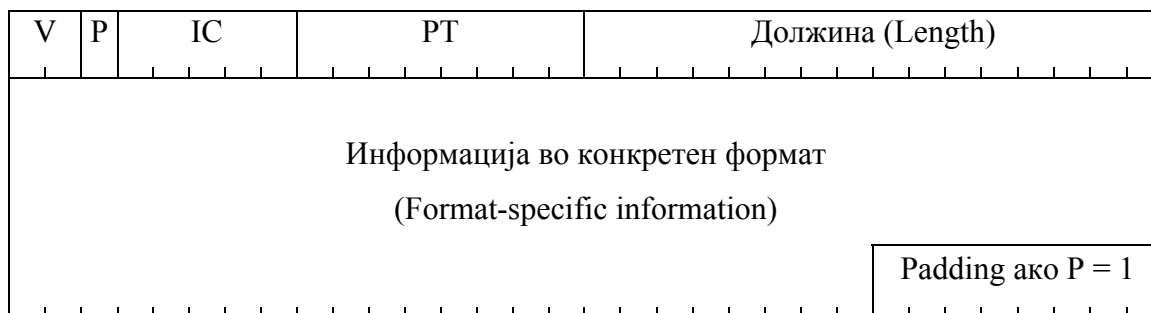 V P IC PT Должина (Length)
Информација во конкретен формат
(Format-specific information)
Padding ако P = 1